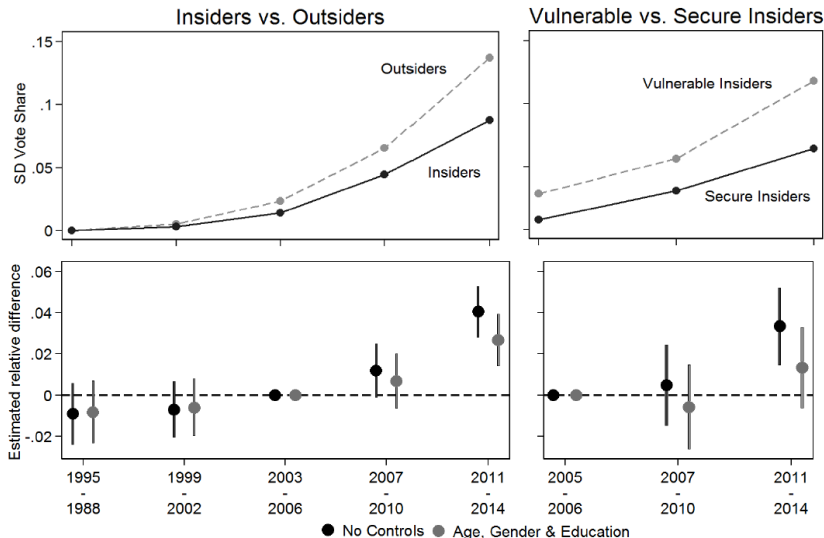 Insiders vs. Outsiders
Vulnerable vs. Secure Insiders
.15
.1
.05
0
SD Vote Share
Outsiders
Insiders
Vulnerable Insiders
Secure Insiders
.06
.04
.02
0
-.02
Estimated relative difference
1995 1999 2003 2007 2011 2005 2007 2011
- - - - - - - -
1988 2002 2006 2010 2014 2006 2010 2014
No Controls Age, Gender & Education